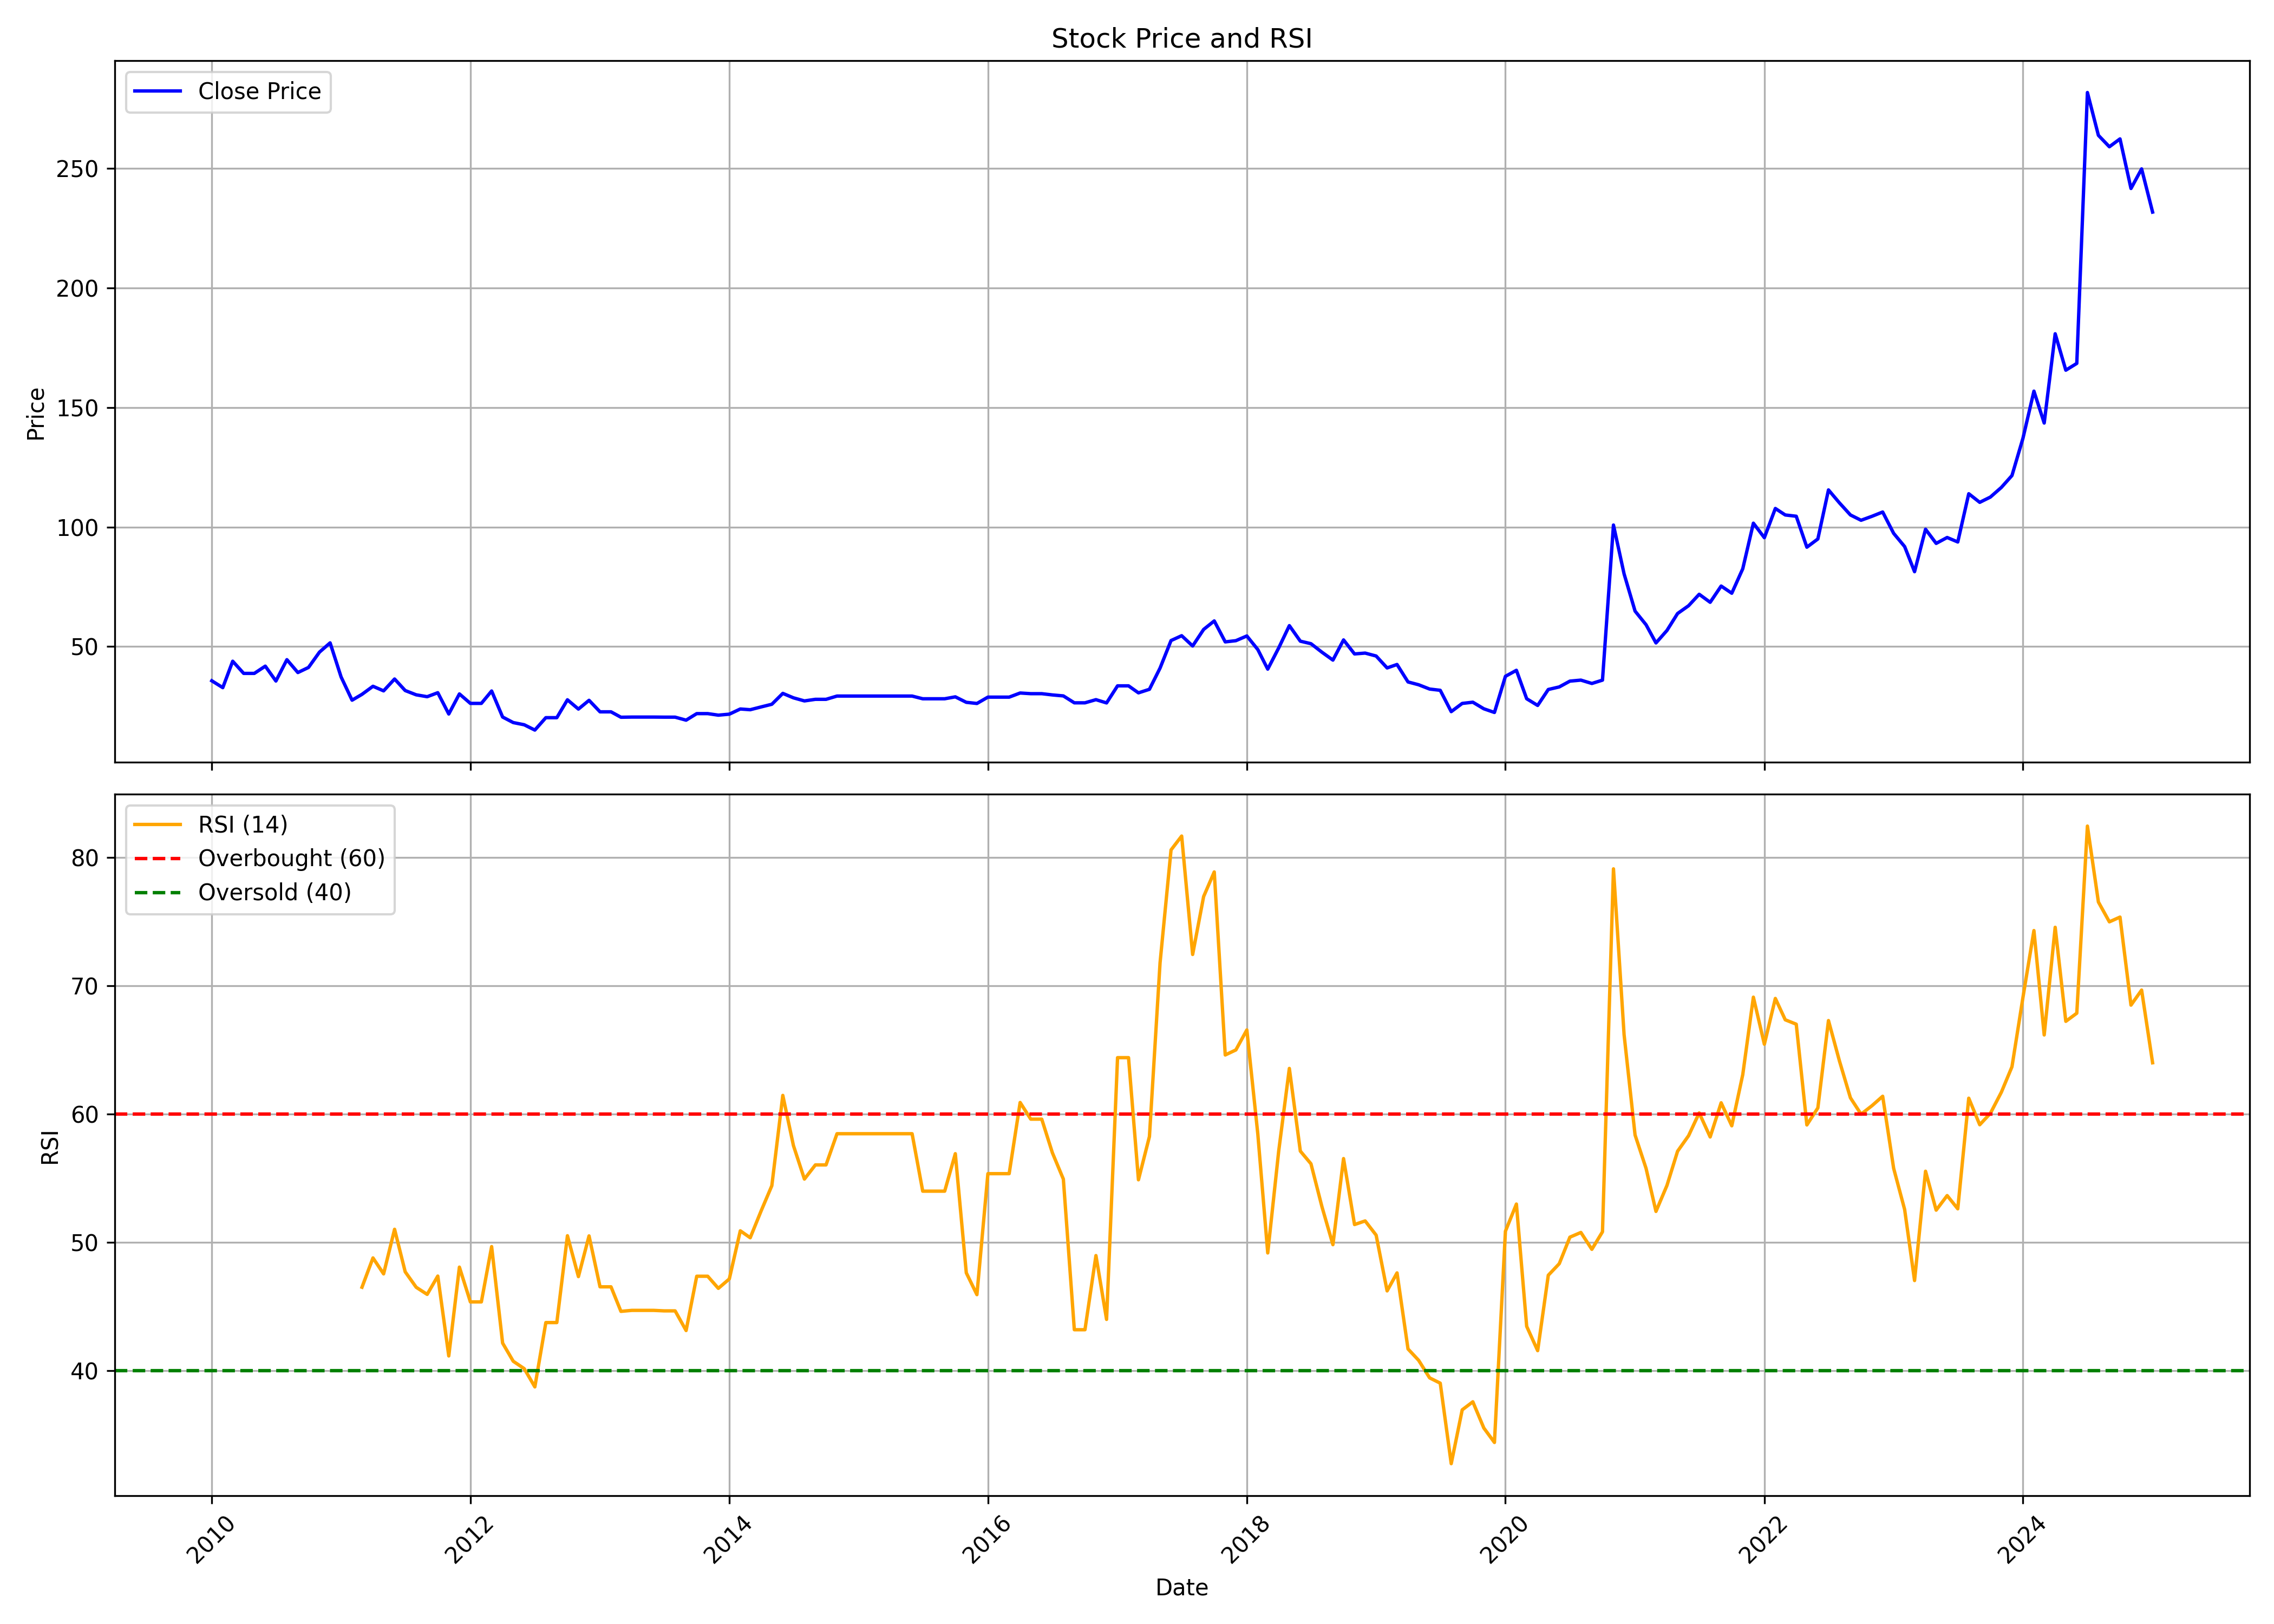 Stock Price and RSI
Close Price
250
200
150
100
50
Price
RSI (14)
Overbought (60)
Oversold (40)
80
70
60
50
40
RSI
2010
2012
2014
2016
2018
2020
2022
2024
Date